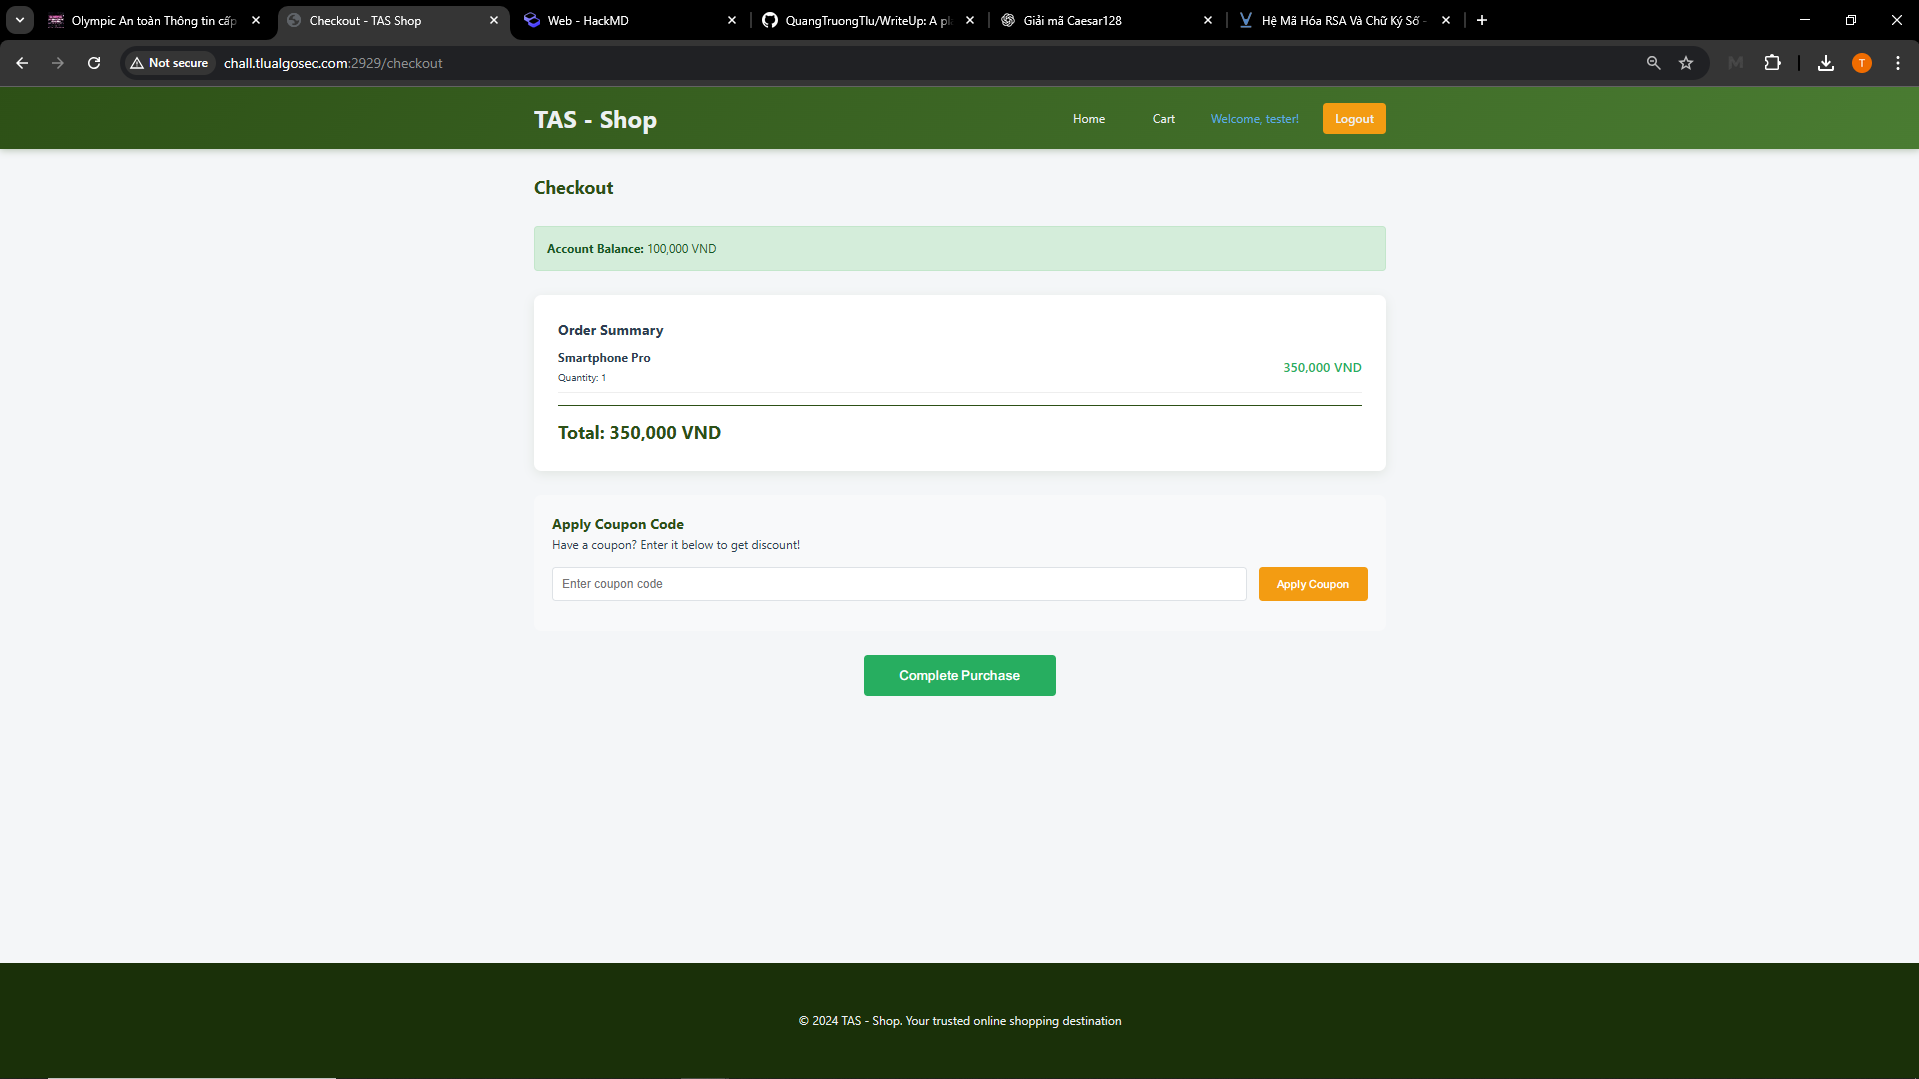 Olympic An toàn Thông tin cấp
Checkout - TAS Shop
Web - HackMD
QuangTruongTlu/WriteUp: A pl
Giải mã Caesar128
Hệ Mã Hóa RSA Và Chữ Ký Số -
Not secure
chall.tlualgosec.com:2929/checkout
T
TAS - Shop
Home
Cart
Welcome, tester!
Logout
Checkout
Account Balance: 100,000 VND
Order Summary
Smartphone Pro
Quantity: 1
350,000 VND
Total: 350,000 VND
Apply Coupon Code
Have a coupon? Enter it below to get discount!
Enter coupon code
Apply Coupon
Complete Purchase
© 2024 TAS - Shop. Your trusted online shopping destination